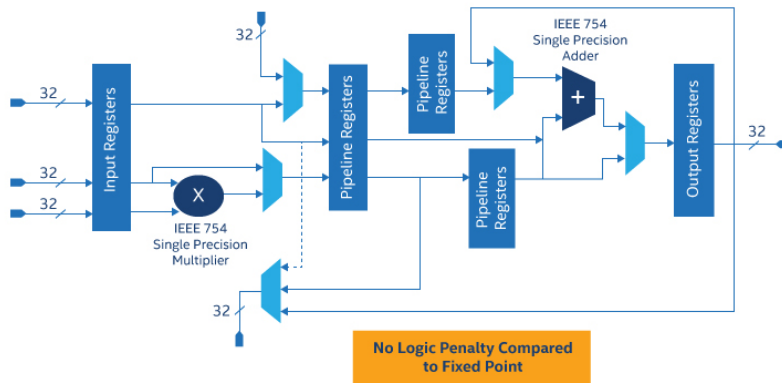 32
IEEE 754
Single Precision
Adder
32
Input Registers
Pipeline Registers
Pipeline
Registers
+
Output Registers
32
32
32
X
IEEE 754
Single Precision
Multiplier
Pipeline
Registers
32
No Logic Penalty Compared
to Fixed Point